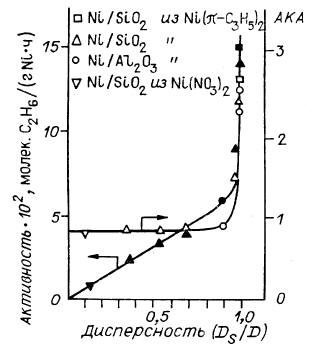 □ Ni/SiO₂ из Ni(π-C₃H₅)₂
△ Ni/SiO₂ "
○ Ni/Al₂O₃ "
▽ Ni/SiO₂ из Ni(NO₃)₂
АКА
Активность·10², молек. C₂H₆/(г Ni·ч)
15
10
5
0
3
2
1
0
0,5
1,0
Дисперсность (Dₛ/D)